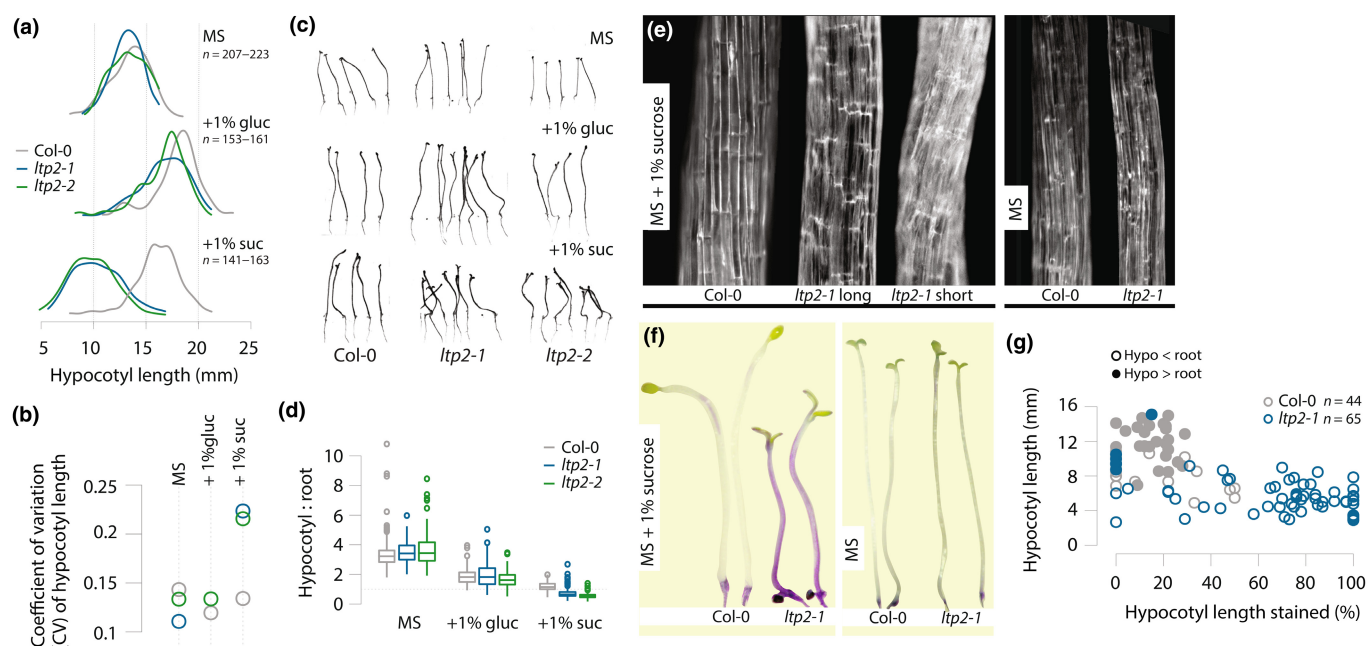 (a)
MS
n = 207–223
+1% gluc
n = 153–161
Col-0
ltp2-1
ltp2-2
+1% suc
n = 141–163
5 10 15 20 25
Hypocotyl length (mm)
(b)
MS
+ 1%gluc
+ 1% suc
Coefficient of variation
CV) of hypocotyl length
0.25
0.2
0.15
0.1
(c)
MS
+1% gluc
+1% suc
Col-0 ltp2-1 ltp2-2
(d)
Col-0
ltp2-1
ltp2-2
Hypocotyl : root
10
8
6
4
2
0
MS +1% gluc +1% suc
(e)
MS + 1% sucrose
Col-0 ltp2-1 long ltp2-1 short
MS
Col-0 ltp2-1
(f)
MS + 1% sucrose
Col-0 ltp2-1
MS
Col-0 ltp2-1
(g)
Hypo < root
Hypo > root
Col-0 n = 44
ltp2-1 n = 65
Hypocotyl length (mm)
16
12
8
4
0
0 20 40 60 80 100
Hypocotyl length stained (%)